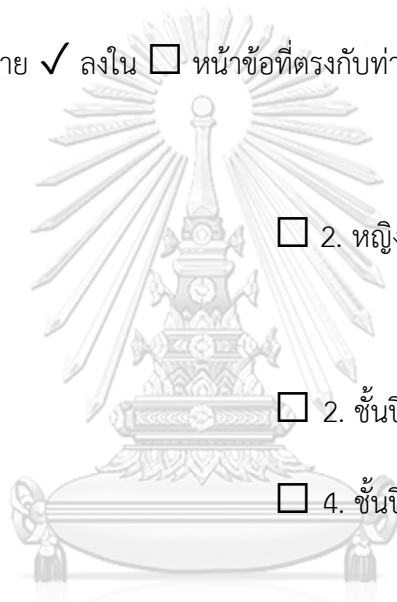 าย ✓ ลงใน ☐ หน้าข้อที่ตรงกับท่า
☐ 2. หญิง
☐ 2. ชั้นปี
☐ 4. ชั้นปี